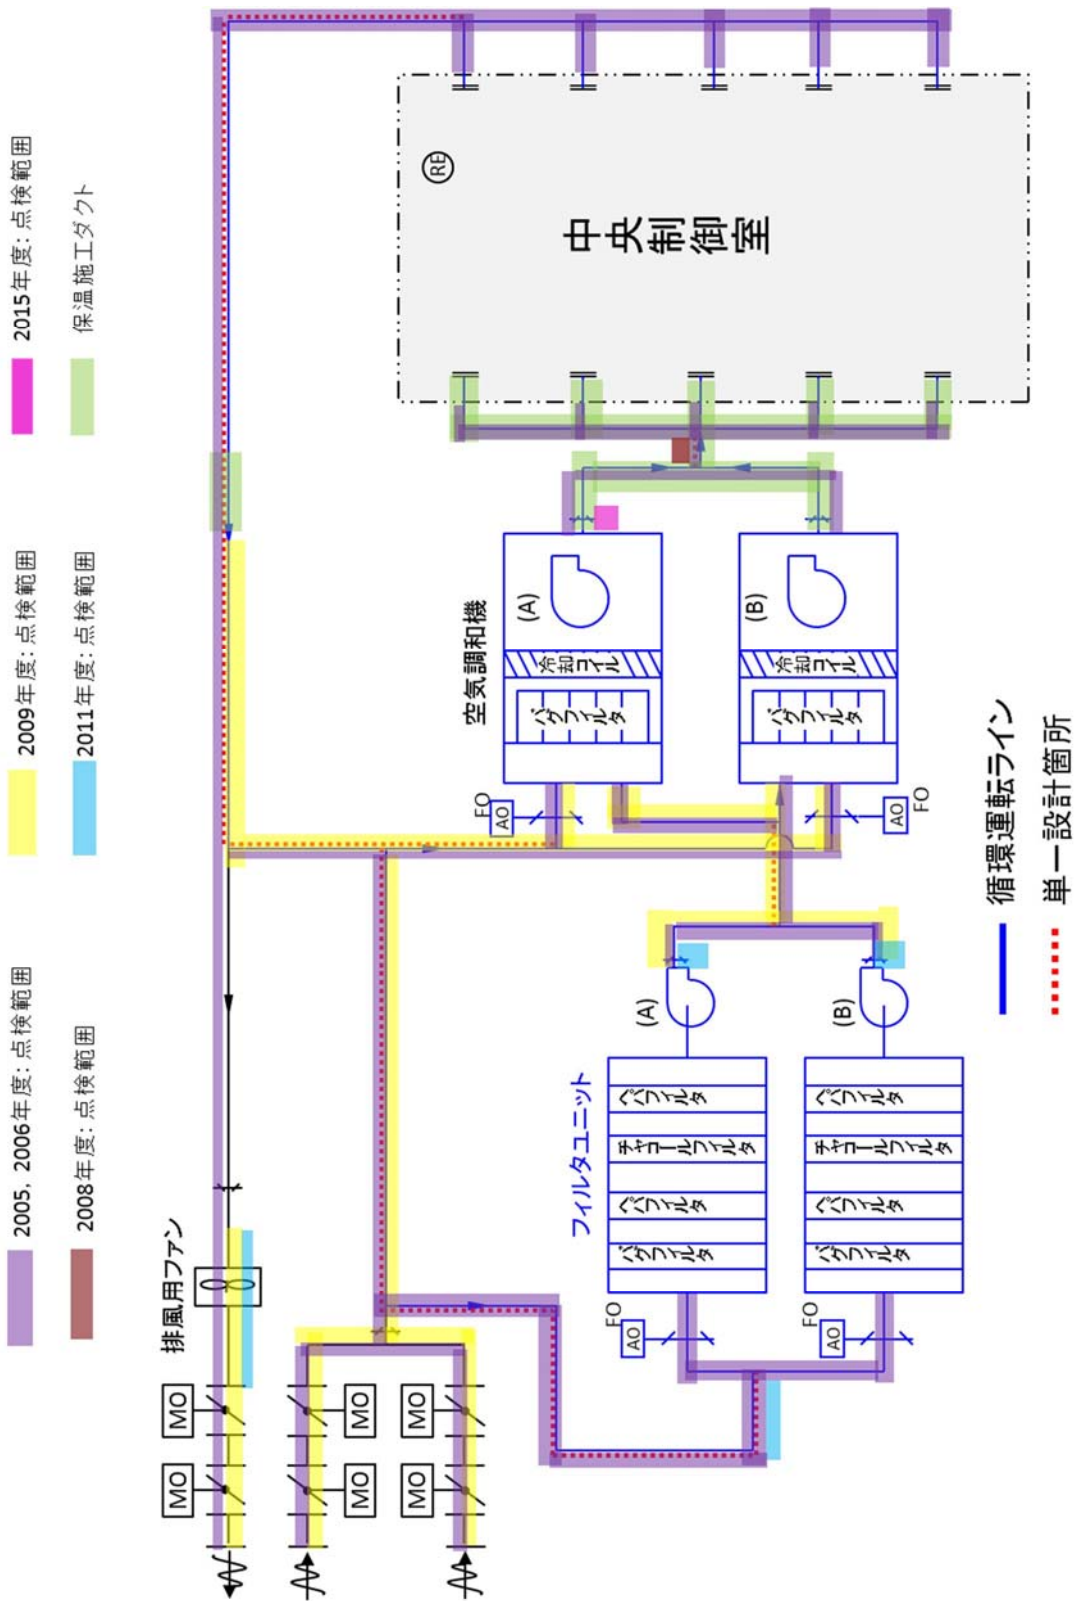 2005, 2006年度: 点検範囲
2009年度: 点検範囲
2015年度: 点検範囲
2008年度: 点検範囲
2011年度: 点検範囲
保温施工ダクト
排風用ファン
MO
MO
MO
MO
MO
MO
中央制御室
RE
空気調和機
(A)
冷却コイル
バグフィルタ
FO
AO
(B)
冷却コイル
バグフィルタ
AO
FO
フィルタユニット
(A)
ペパフィルタ
チャコールフィルタ
ペパフィルタ
バグフィルタ
FO
AO
(B)
ペパフィルタ
チャコールフィルタ
ペパフィルタ
バグフィルタ
FO
AO
循環運転ライン
単一設計箇所